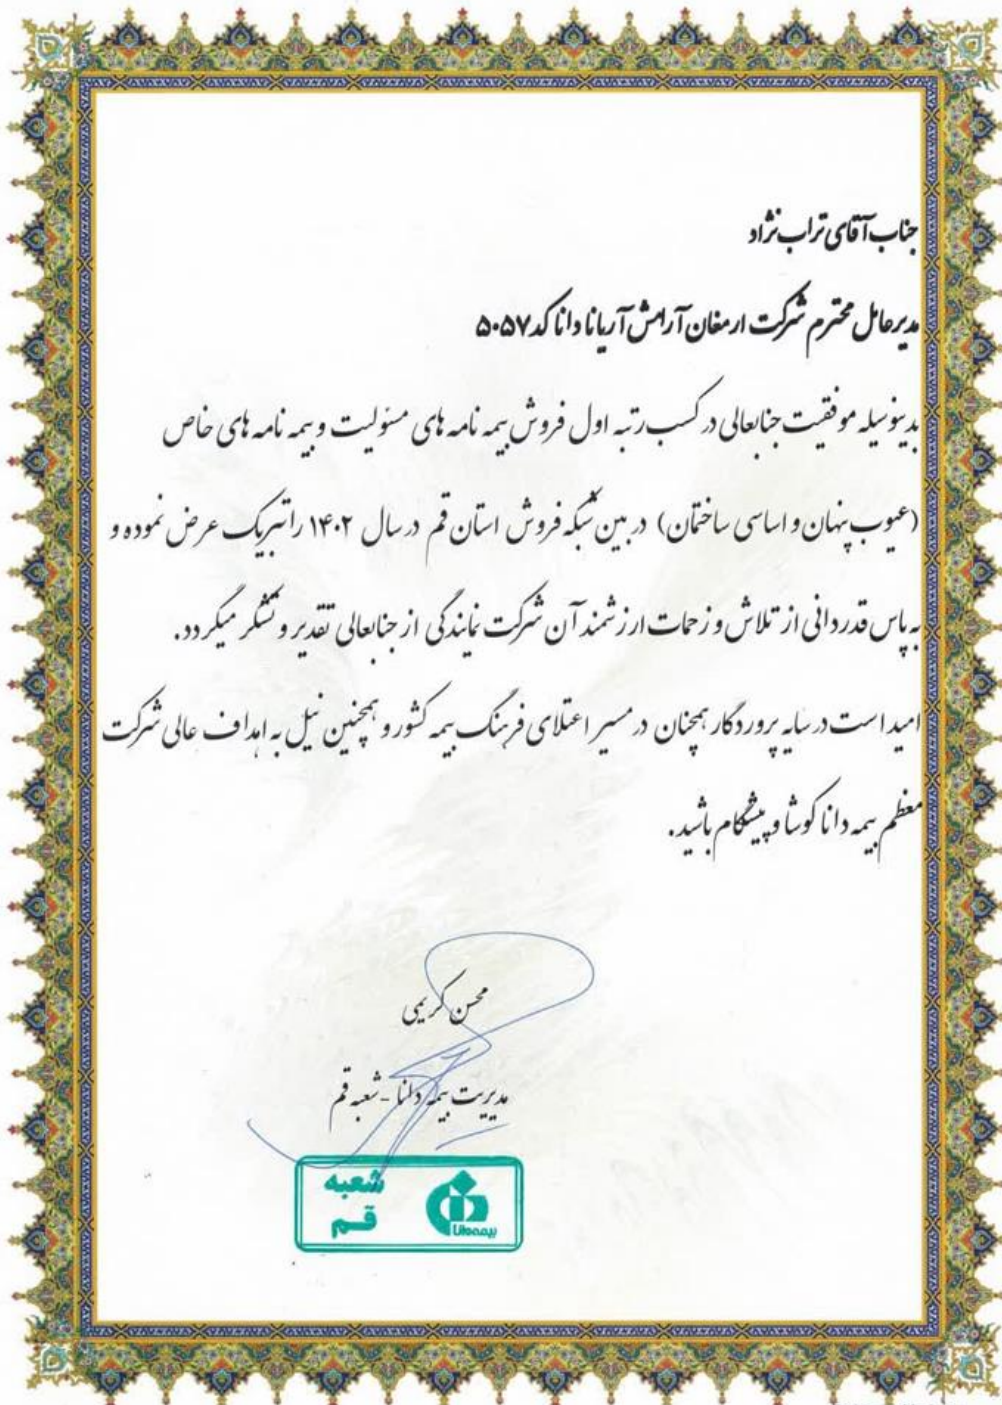 جناب آقای تراب نژاد
مدیرعامل محترم شرکت ارمغان آرامش آریانا دانا کد ۵۰۵۷
بدینوسیله موفقیت جنابعالی در کسب رتبه اول فروش بیمه نامه های مسئولیت و بیمه نامه های خاص
(عیوب پنهان و اساسی ساختمان) در بین شبکه فروش استان قم در سال ۱۴۰۲ را تبریک عرض نموده و
به پاس قدردانی از تلاش و زحمات ارزشمند آن شرکت نمایندگی از جنابعالی تقدیر و تشکر میگردد.
امید است در سایه پروردگار همچنان در مسیر اعتلای فرهنگ بیمه کشور و همچنین نیل به اهداف عالی شرکت
معظم بیمه دانا کوشا و پیشگام باشید.
محسن کریمی
مدیریت بیمه دانا - شعبه قم
شعبه
قم
بیمه دانا